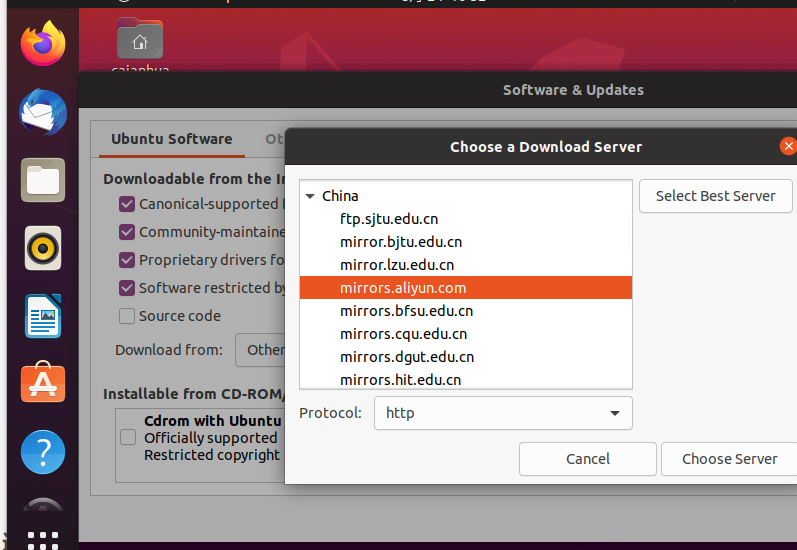 caianhua
Software & Updates
Ubuntu Software
Ot
Choose a Download Server
Downloadable from the In
Canonical-supported f
Community-maintaine
Proprietary drivers fo
Software restricted by
Source code
Download from:
Other
Installable from CD-ROM/
Cdrom with Ubuntu
Officially supported
Restricted copyright
China
ftp.sjtu.edu.cn
mirror.bjtu.edu.cn
mirror.lzu.edu.cn
mirrors.aliyun.com
mirrors.bfsu.edu.cn
mirrors.cqu.edu.cn
mirrors.dgut.edu.cn
mirrors.hit.edu.cn
Select Best Server
Protocol:
http
Cancel
Choose Server